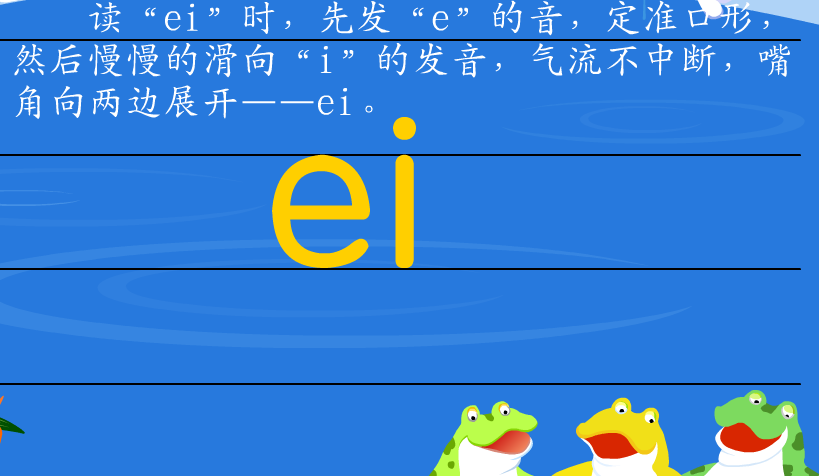 读“ei”时，先发“e”的音，定准口形，
然后慢慢的滑向“i”的发音，气流不中断，嘴
角向两边展开——ei。
ei